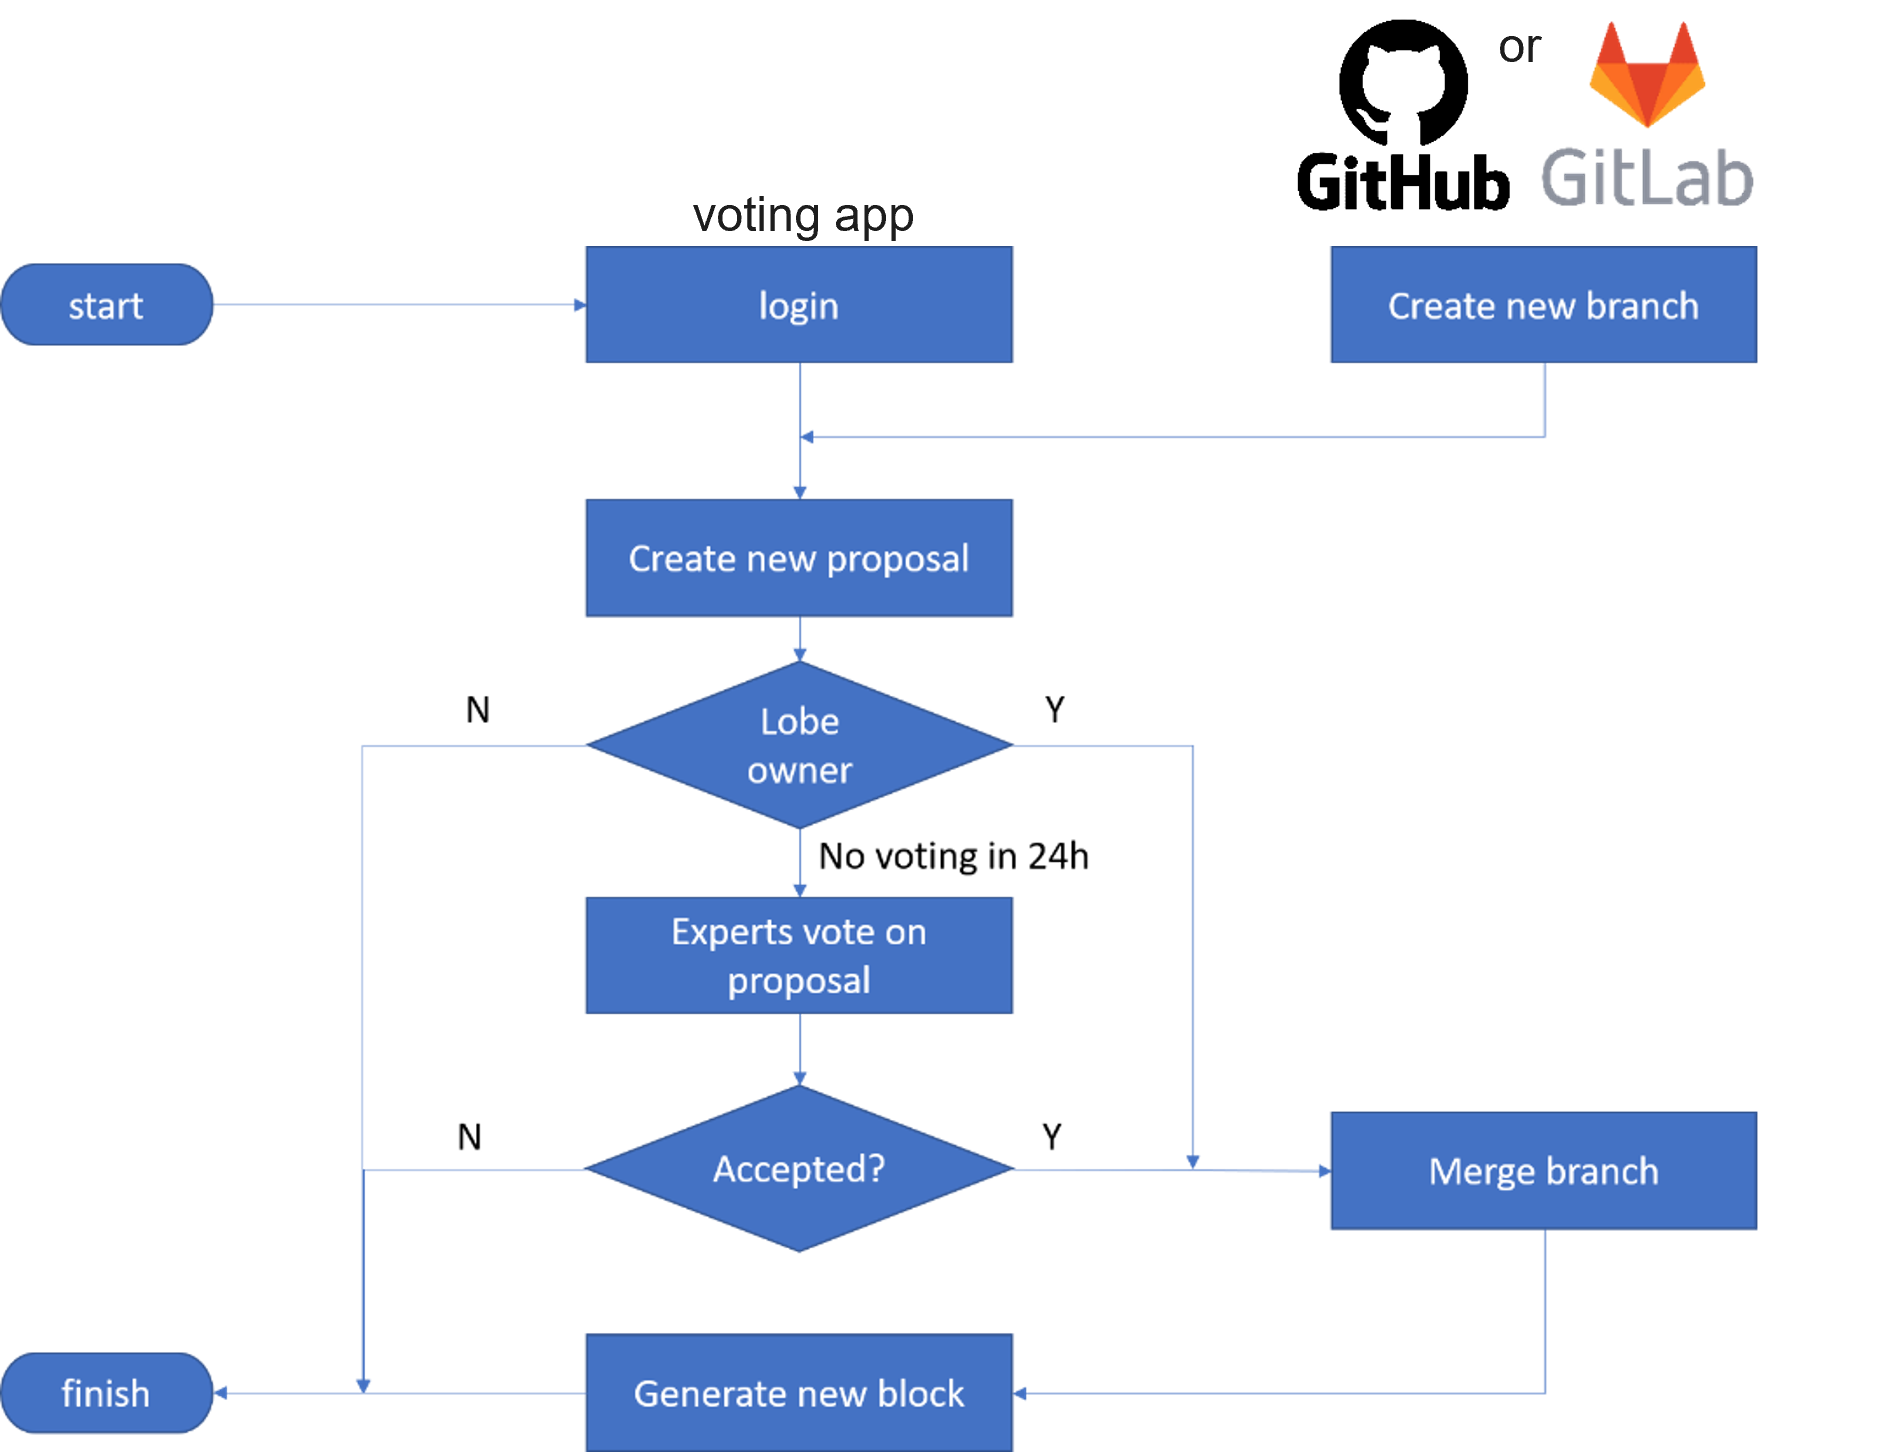 or
GitHub
GitLab
voting app
start
login
Create new branch
Create new proposal
N
Lobe
owner
Y
No voting in 24h
Experts vote on
proposal
N
Accepted?
Y
Merge branch
finish
Generate new block